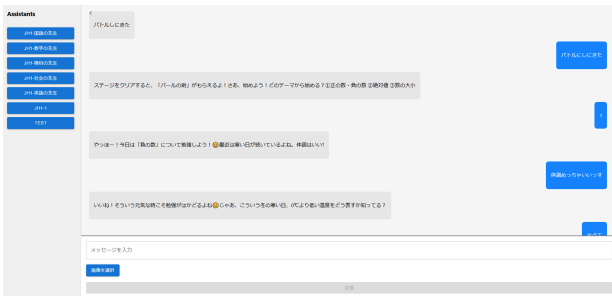 Assistants
JH1-国語の先生
JH1-数学の先生
JH1-理科の先生
JH1-社会の先生
JH1-英語の先生
JH1-1
TEST
バトルしにきた
バトルにしにきた
ステージをクリアすると、「パールの剣」がもらえるよ！さあ、始めよう！どのテーマから始める？①正の数・負の数 ②絶対値 ③数の大小
1
やっほー！今日は「負の数」について勉強しよう！😄最近は寒い日が続いているよね。体調はいい?
体調めっちゃいいっす
いいね！そういう元気な時こそ勉強がはかどるよね😄じゃあ、こういう冬の寒い日、0℃より低い温度をどう表すか知ってる？
メッセージを入力
画像を選択
送信